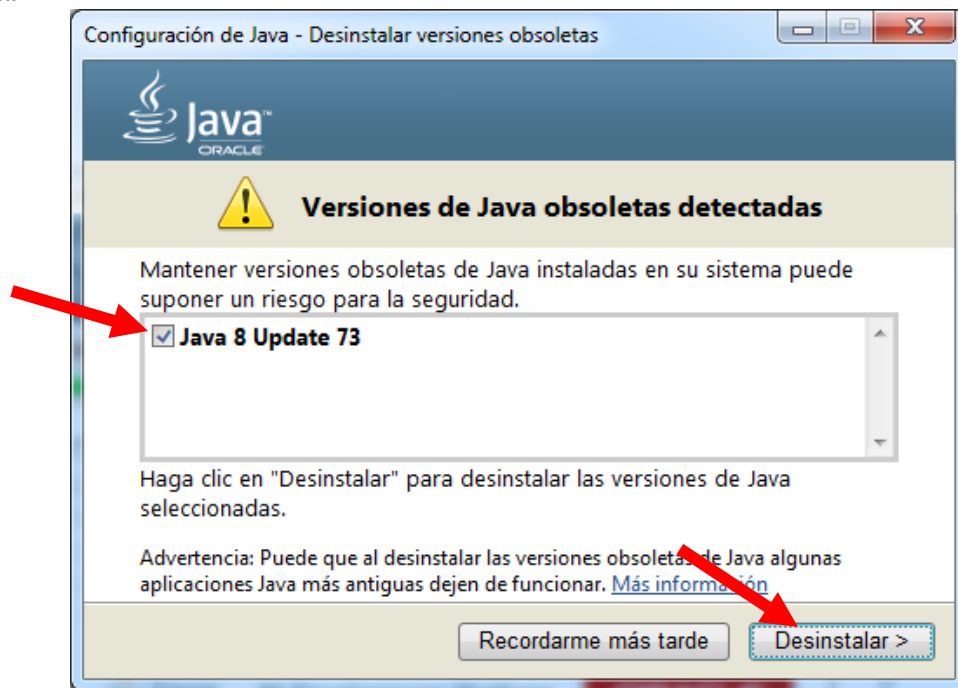 Configuración de Java - Desinstalar versiones obsoletas
Java™
ORACLE
Versiones de Java obsoletas detectadas
Mantener versiones obsoletas de Java instaladas en su sistema puede
suponer un riesgo para la seguridad.
Java 8 Update 73
Haga clic en "Desinstalar" para desinstalar las versiones de Java
seleccionadas.
Advertencia: Puede que al desinstalar las versiones obsoletas de Java algunas
aplicaciones Java más antiguas dejen de funcionar. Más información
Recordarme más tarde
Desinstalar >